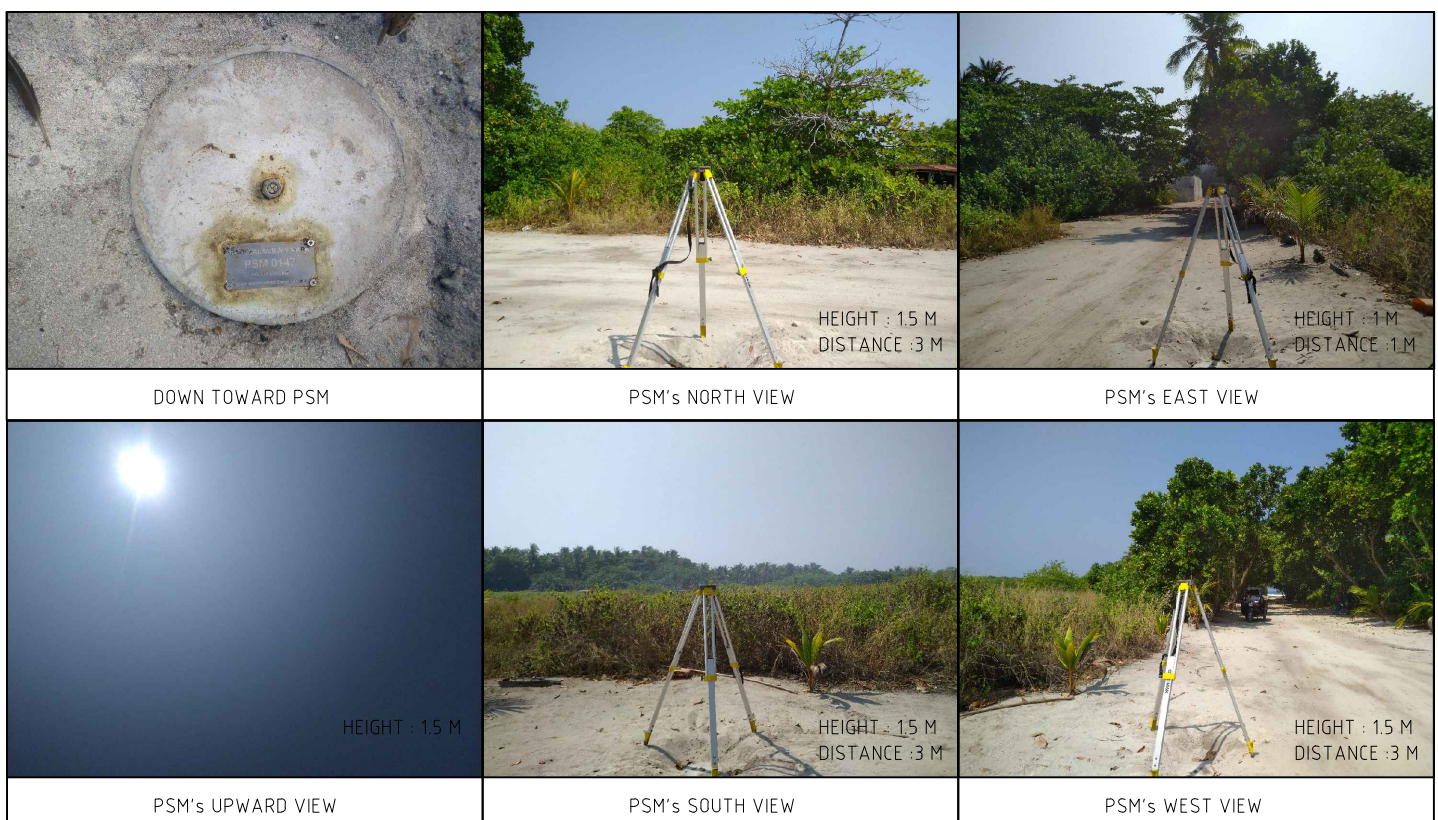 PSM 0147
DOWN TOWARD PSM
HEIGHT : 1.5 M
DISTANCE :3 M
PSM's NORTH VIEW
HEIGHT : 1 M
DISTANCE :1 M
PSM's EAST VIEW
HEIGHT : 1.5 M
PSM's UPWARD VIEW
HEIGHT : 1.5 M
DISTANCE :3 M
PSM's SOUTH VIEW
HEIGHT : 1.5 M
DISTANCE :3 M
PSM's WEST VIEW